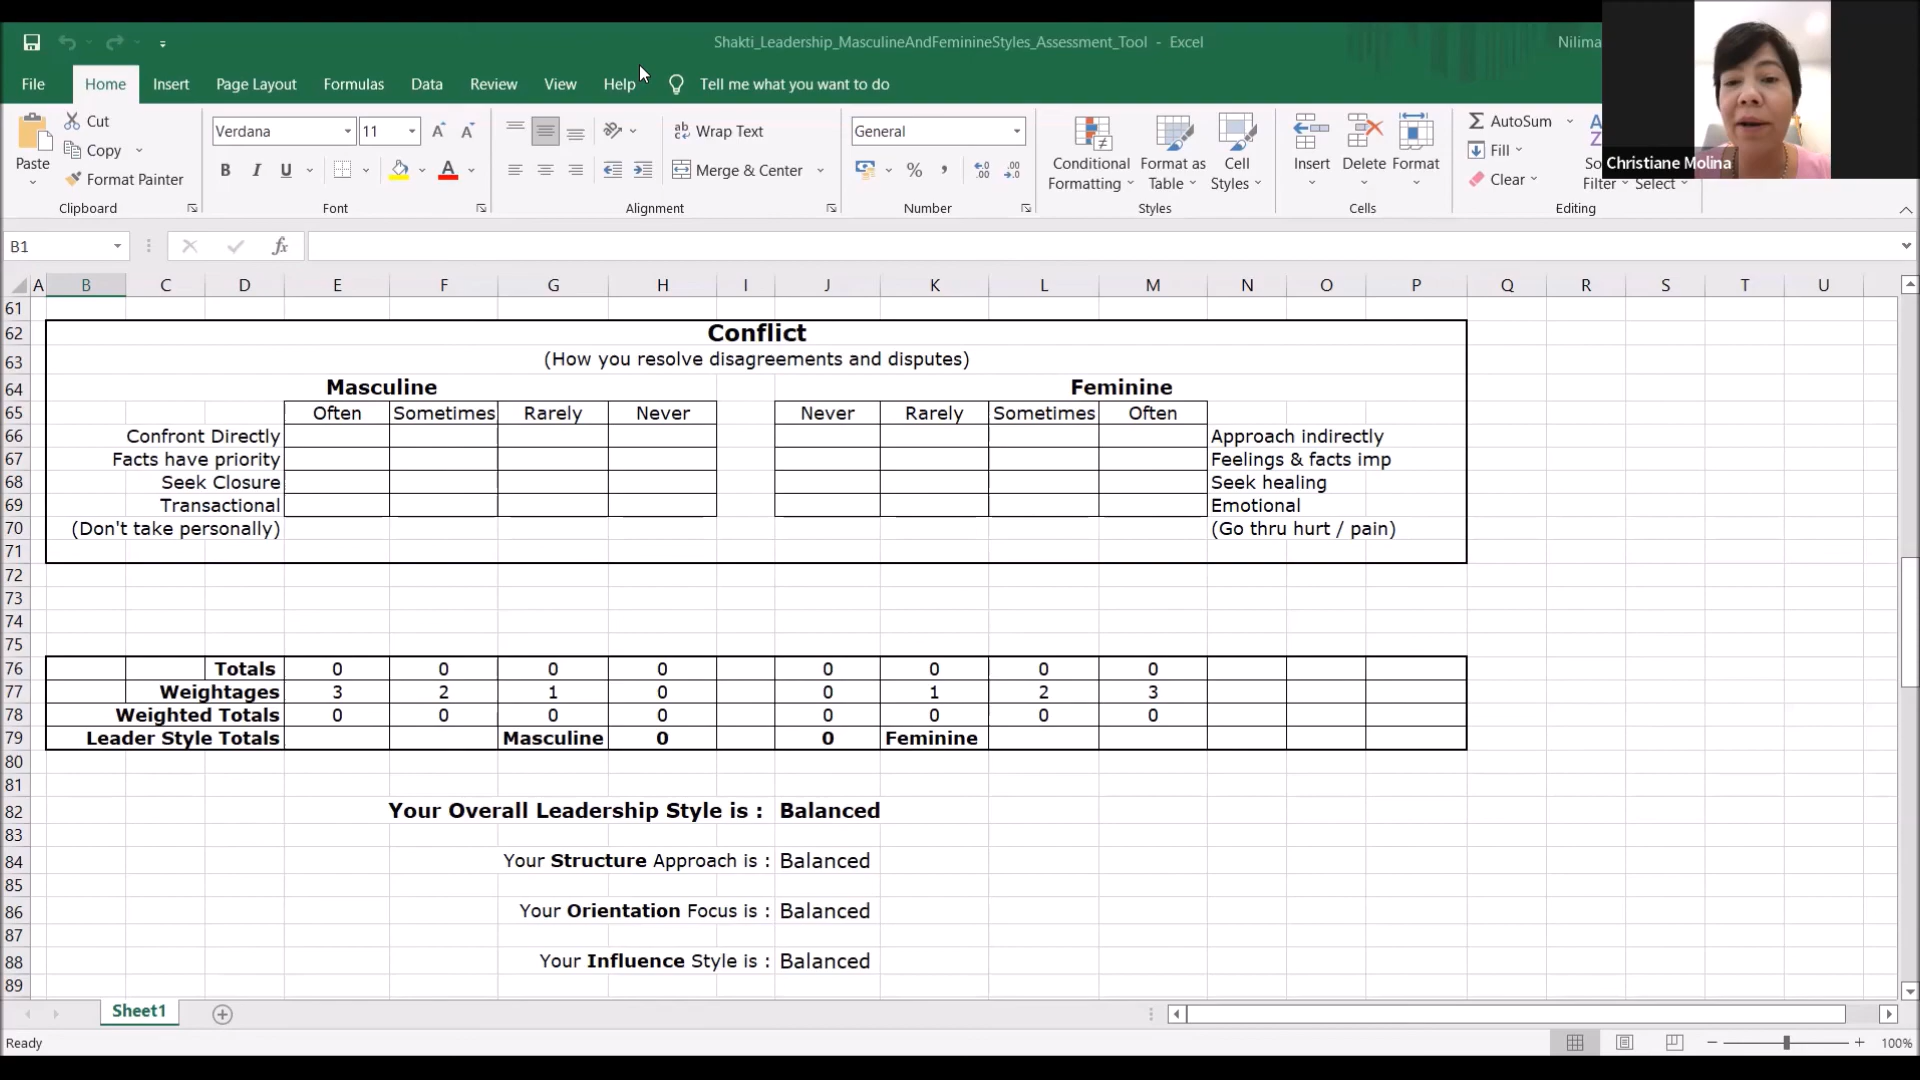 Shakti_Leadership_MasculineAndFeminineStyles_Assessment_Tool - Excel
Nilima
File Home Insert Page Layout Formulas Data Review View Help Tell me what you want to do
Cut
Copy
Format Painter
Paste
Clipboard
Verdana 11
B I U A
Font
Wrap Text
Merge & Center
Alignment
General
%
Number
Conditional Formatting
Format as Table
Cell Styles
Styles
Insert Delete Format
Cells
AutoSum
Fill
Clear
Filter Select
Editing
Christiane Molina
B1 fx
A B C D E F G H I J K L M N O P Q R S T U
61
62 Conflict
63 (How you resolve disagreements and disputes)
64 Masculine Feminine
65 Often Sometimes Rarely Never Never Rarely Sometimes Often
66 Confront Directly Approach indirectly
67 Facts have priority Feelings & facts imp
68 Seek Closure Seek healing
69 Transactional Emotional
70 (Don't take personally) (Go thru hurt / pain)
71
72
73
74
75
76 Totals 0 0 0 0 0 0 0 0
77 Weightages 3 2 1 0 0 1 2 3
78 Weighted Totals 0 0 0 0 0 0 0 0
79 Leader Style Totals Masculine 0 0 Feminine
80
81
82 Your Overall Leadership Style is : Balanced
83
84 Your Structure Approach is : Balanced
85
86 Your Orientation Focus is : Balanced
87
88 Your Influence Style is : Balanced
89
Sheet1
Ready 100%